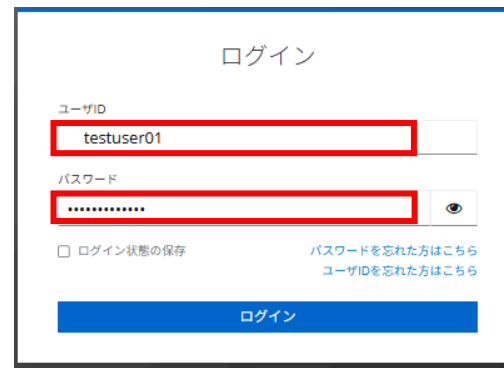 ログイン
ユーザID
testuser01
パスワード
•••••••••••••
ログイン状態の保存
パスワードを忘れた方はこちら
ユーザIDを忘れた方はこちら
ログイン